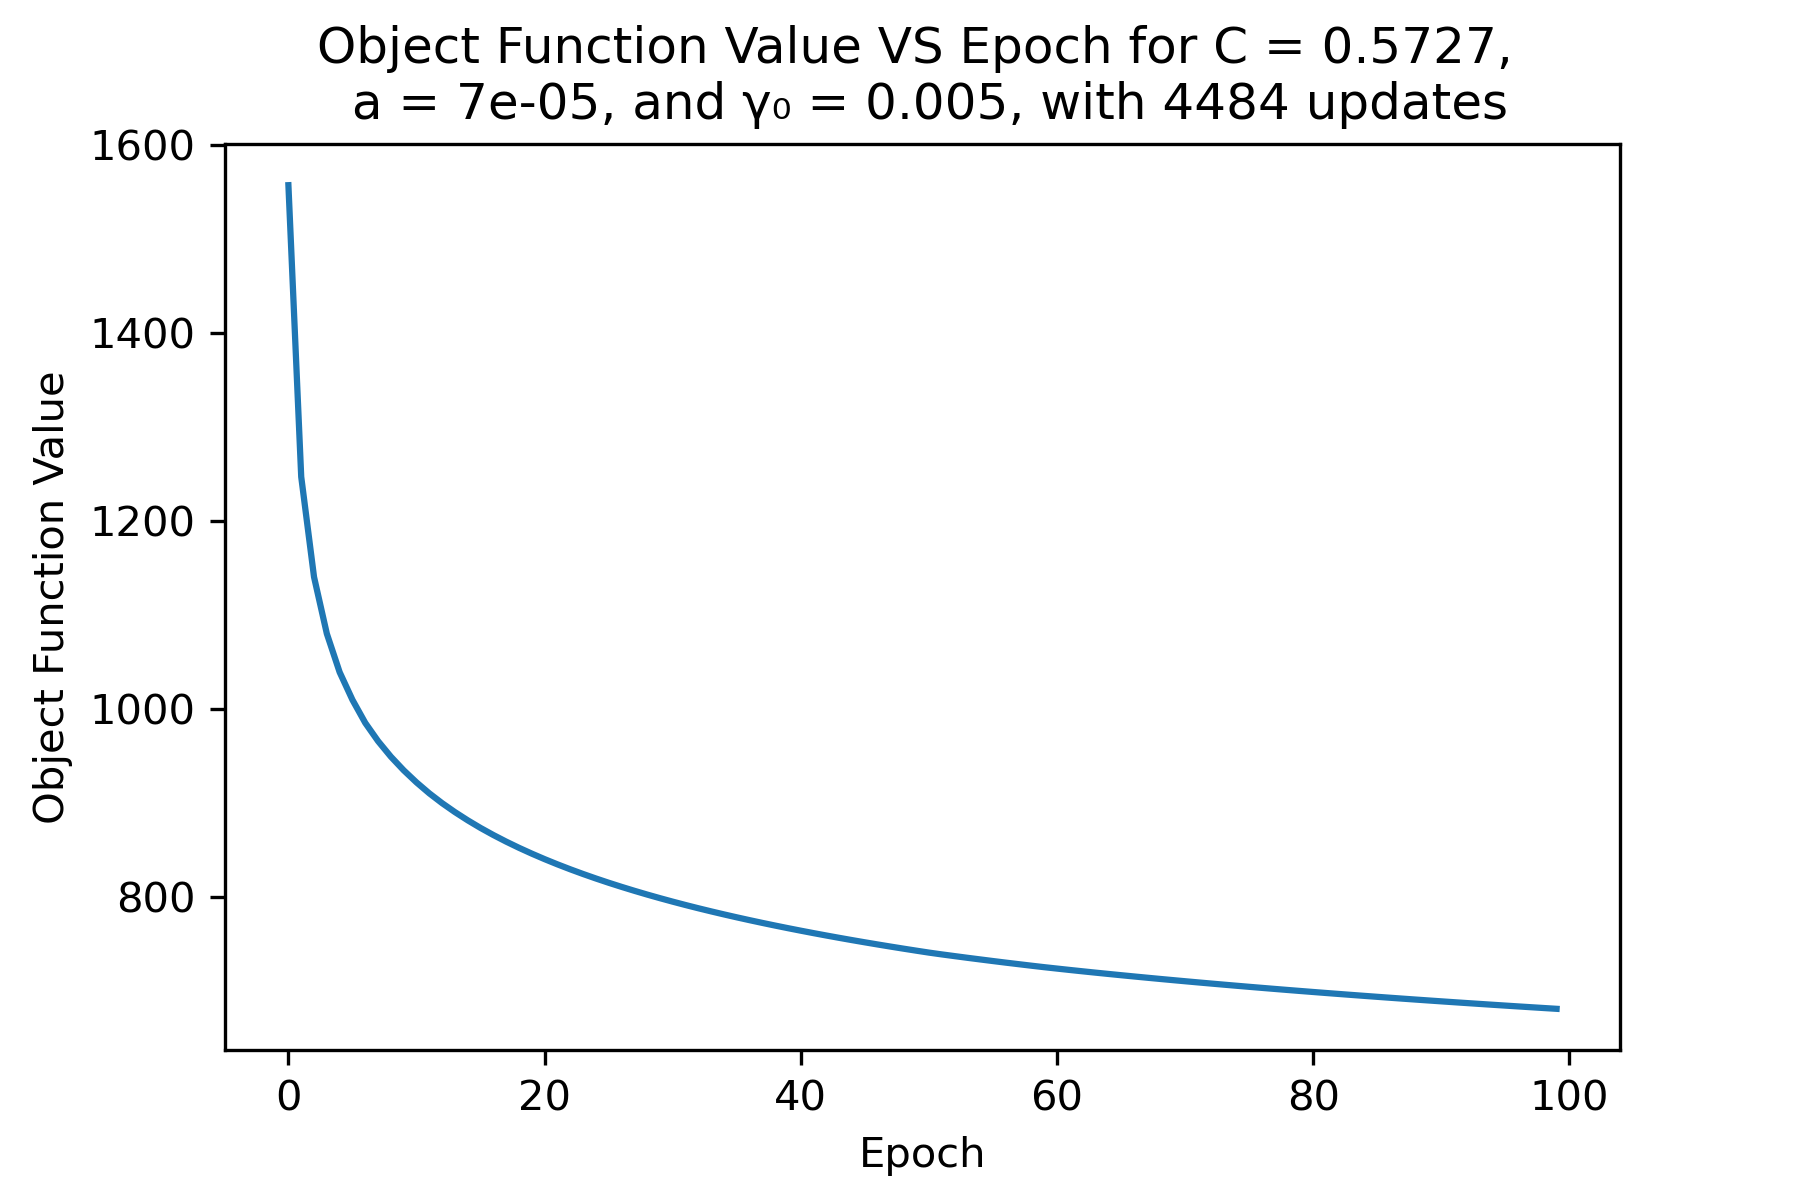 Object Function Value VS Epoch for C = 0.5727,
a = 7e-05, and γ₀ = 0.005, with 4484 updates
1600
1400
1200
1000
800
Object Function Value
0 20 40 60 80 100
Epoch